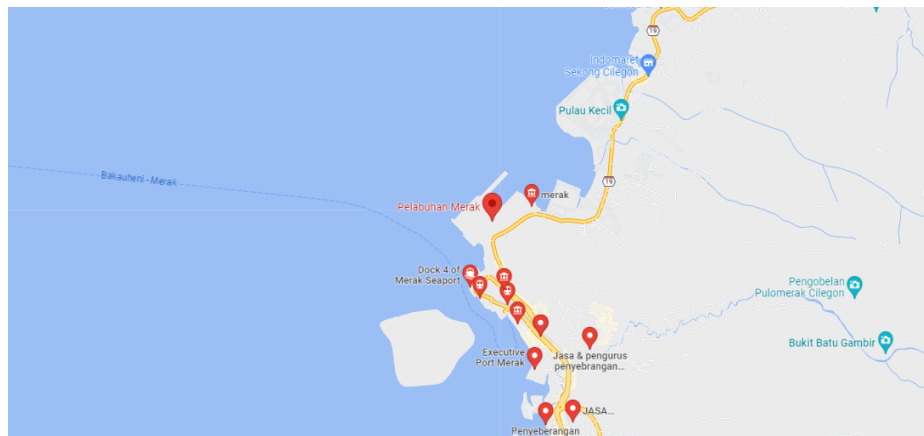 19
Indomaret
Sekong Cilegon
Pulau Kecil
Bakauheni - Merak
19
merak
Pelabuhan Merak
Dock 4 of
Merak Seaport
Pengobelan
Pulomerak Cilegon
Bukit Batu Gambir
Executive
Port Merak
Jasa & pengurus
penyebrangan...
JASA...
Penyeberangan